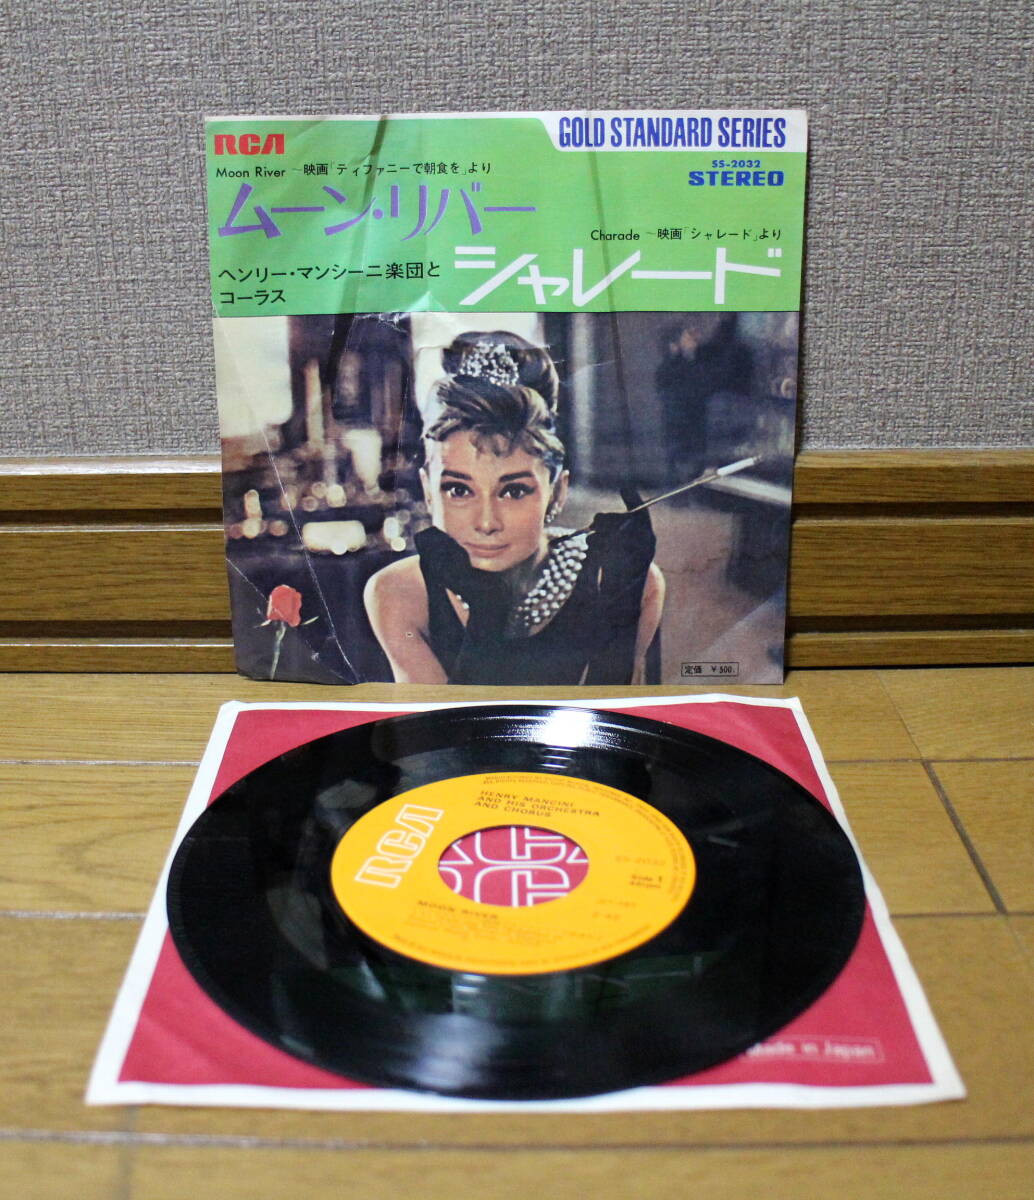 RCA
GOLD STANDARD SERIES
SS-2032
STEREO
Moon River ～映画「ティファニーで朝食を」より
ムーン・リバー
Charade ～映画「シャレード」より
シャレード
ヘンリー・マンシーニ楽団と
コーラス
定価 ￥500.
RCA
HENRY MANCINI
AND HIS ORCHESTRA
AND CHORUS
SS-2032
Side 1
45rpm
MOON RIVER
Made in Japan